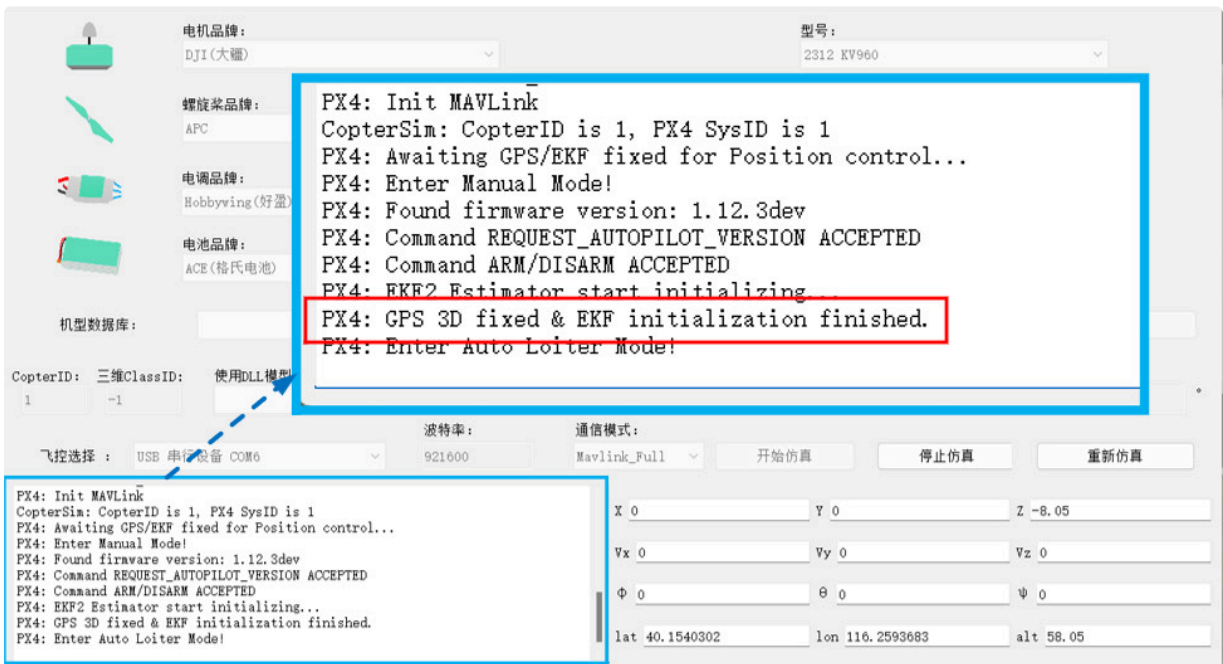 电机品牌:
型号:
DJI(大疆)
2312 KV960
螺旋桨品牌:
APC
电调品牌:
Hobbywing(好盈)
电池品牌:
ACE(格氏电池)
机型数据库:
CopterID: 三维ClassID: 使用DLL模型
1 -1
PX4: Init MAVLink
CopterSim: CopterID is 1, PX4 SysID is 1
PX4: Awaiting GPS/EKF fixed for Position control...
PX4: Enter Manual Mode!
PX4: Found firmware version: 1.12.3dev
PX4: Command REQUEST_AUTOPILOT_VERSION ACCEPTED
PX4: Command ARM/DISARM ACCEPTED
PX4: EKF2 Estimator start initializing...
PX4: GPS 3D fixed & EKF initialization finished.
PX4: Enter Auto Loiter Mode!
波特率: 通信模式:
飞控选择 : USB 串行设备 COM6 921600 Mavlink_Full 开始仿真 停止仿真 重新仿真
PX4: Init MAVLink
CopterSim: CopterID is 1, PX4 SysID is 1
PX4: Awaiting GPS/EKF fixed for Position control...
PX4: Enter Manual Mode!
PX4: Found firmware version: 1.12.3dev
PX4: Command REQUEST_AUTOPILOT_VERSION ACCEPTED
PX4: Command ARM/DISARM ACCEPTED
PX4: EKF2 Estimator start initializing...
PX4: GPS 3D fixed & EKF initialization finished.
PX4: Enter Auto Loiter Mode!
X 0 Y 0 Z -8.05
Vx 0 Vy 0 Vz 0
Φ 0 θ 0 ψ 0
lat 40.1540302 lon 116.2593683 alt 58.05